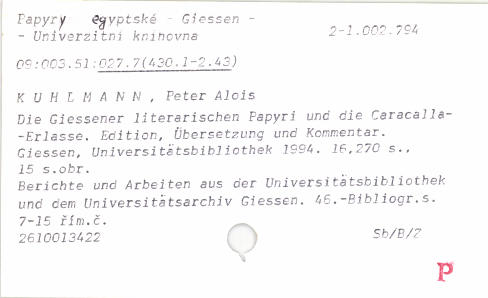 Papyry egyptské - Giessen -
- Univerzitní knihovna
2-1.002.794
09:003.51:027.7(430.1-2.43)
K U H L M A N N , Peter Alois
Die Giessener literarischen Papyri und die Caracalla-
-Erlasse. Edition, Übersetzung und Kommentar.
Giessen, Universitätsbibliothek 1994. 16,270 s.,
15 s.obr.
Berichte und Arbeiten aus der Universitätsbibliothek
und dem Universitätsarchiv Giessen. 46.-Bibliogr.s.
7-15 řím.č.
2610013422
Sb/B/Z
P